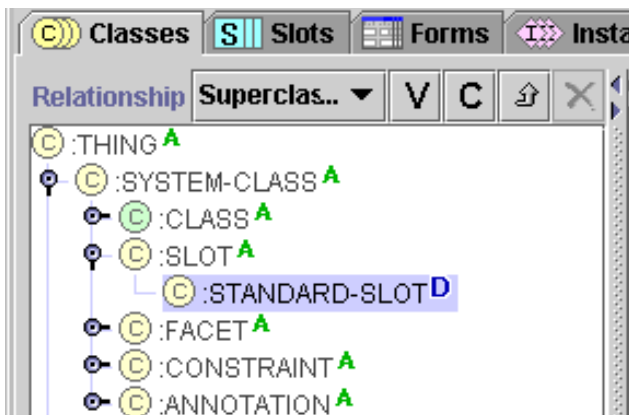 C Classes S Slots Forms I Insta
Relationship Superclas... V C
C :THING A
C :SYSTEM-CLASS A
C :CLASS A
C :SLOT A
C :STANDARD-SLOT D
C :FACET A
C :CONSTRAINT A
C :ANNOTATION A